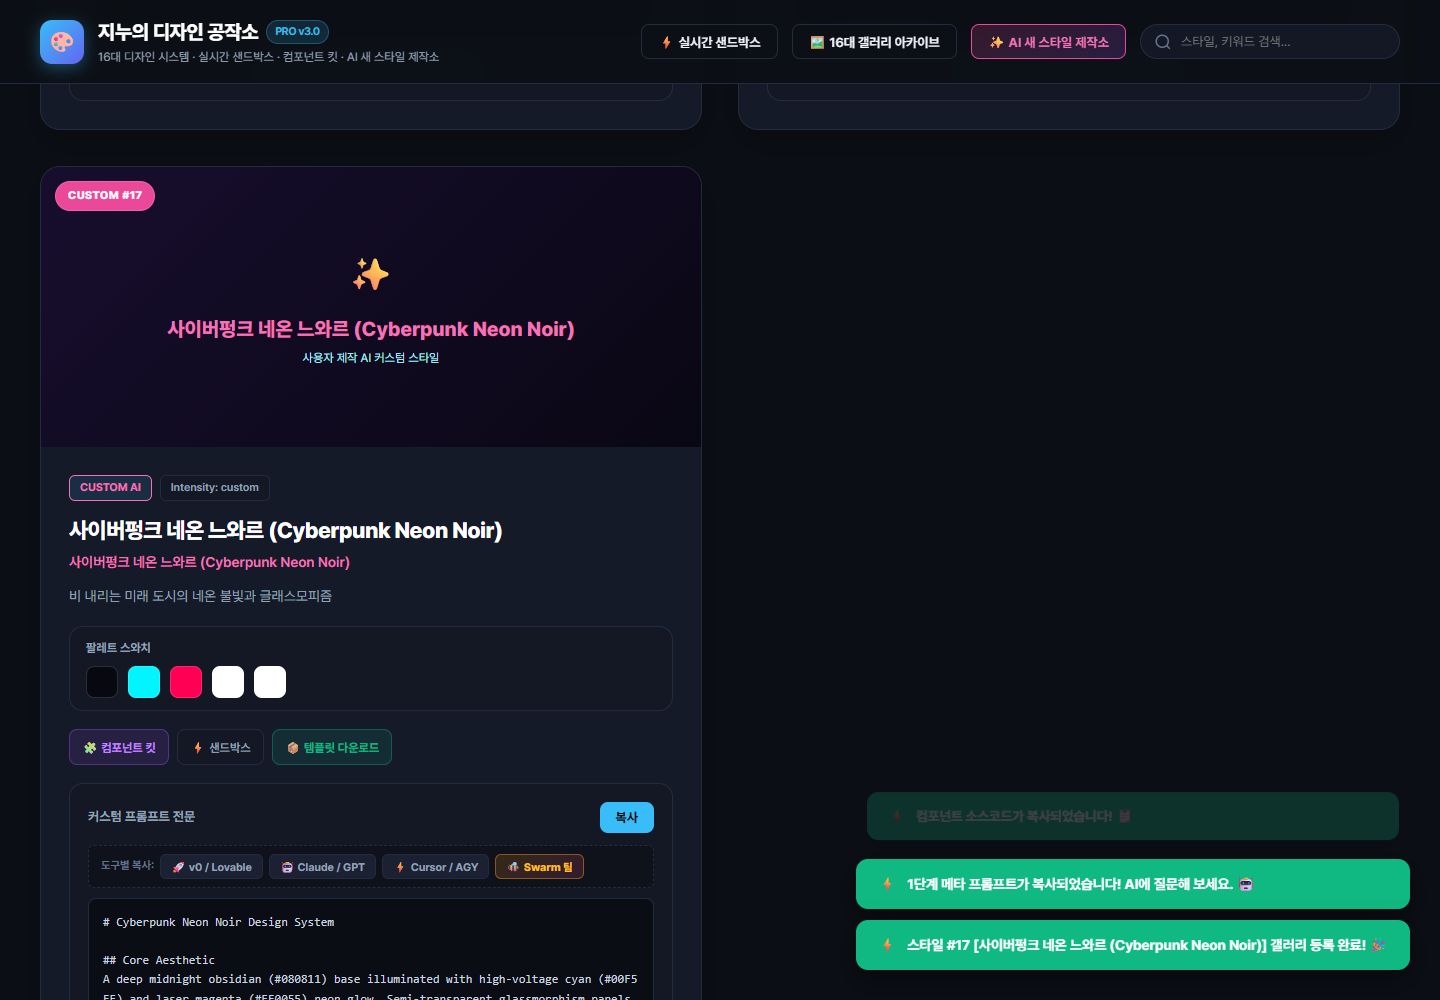 지누의 디자인 공작소 PRO v3.0
16대 디자인 시스템 · 실시간 샌드박스 · 컴포넌트 킷 · AI 새 스타일 제작소
실시간 샌드박스
16대 갤러리 아카이브
AI 새 스타일 제작소
스타일, 키워드 검색...
CUSTOM #17
사이버펑크 네온 느와르 (Cyberpunk Neon Noir)
사용자 제작 AI 커스텀 스타일
CUSTOM AI
Intensity: custom
사이버펑크 네온 느와르 (Cyberpunk Neon Noir)
사이버펑크 네온 느와르 (Cyberpunk Neon Noir)
비 내리는 미래 도시의 네온 불빛과 글래스모피즘
팔레트 스와치
컴포넌트 킷
샌드박스
템플릿 다운로드
커스텀 프롬프트 전문
복사
도구별 복사:
v0 / Lovable
Claude / GPT
Cursor / AGY
Swarm 팀
# Cyberpunk Neon Noir Design System
## Core Aesthetic
A deep midnight obsidian (#080811) base illuminated with high-voltage cyan (#00F5
FF) and laser magenta (#FF0055) neon glow. Semi-transparent glassmorphism panels
컴포넌트 소스코드가 복사되었습니다!
1단계 메타 프롬프트가 복사되었습니다! AI에 질문해 보세요.
스타일 #17 [사이버펑크 네온 느와르 (Cyberpunk Neon Noir)] 갤러리 등록 완료!